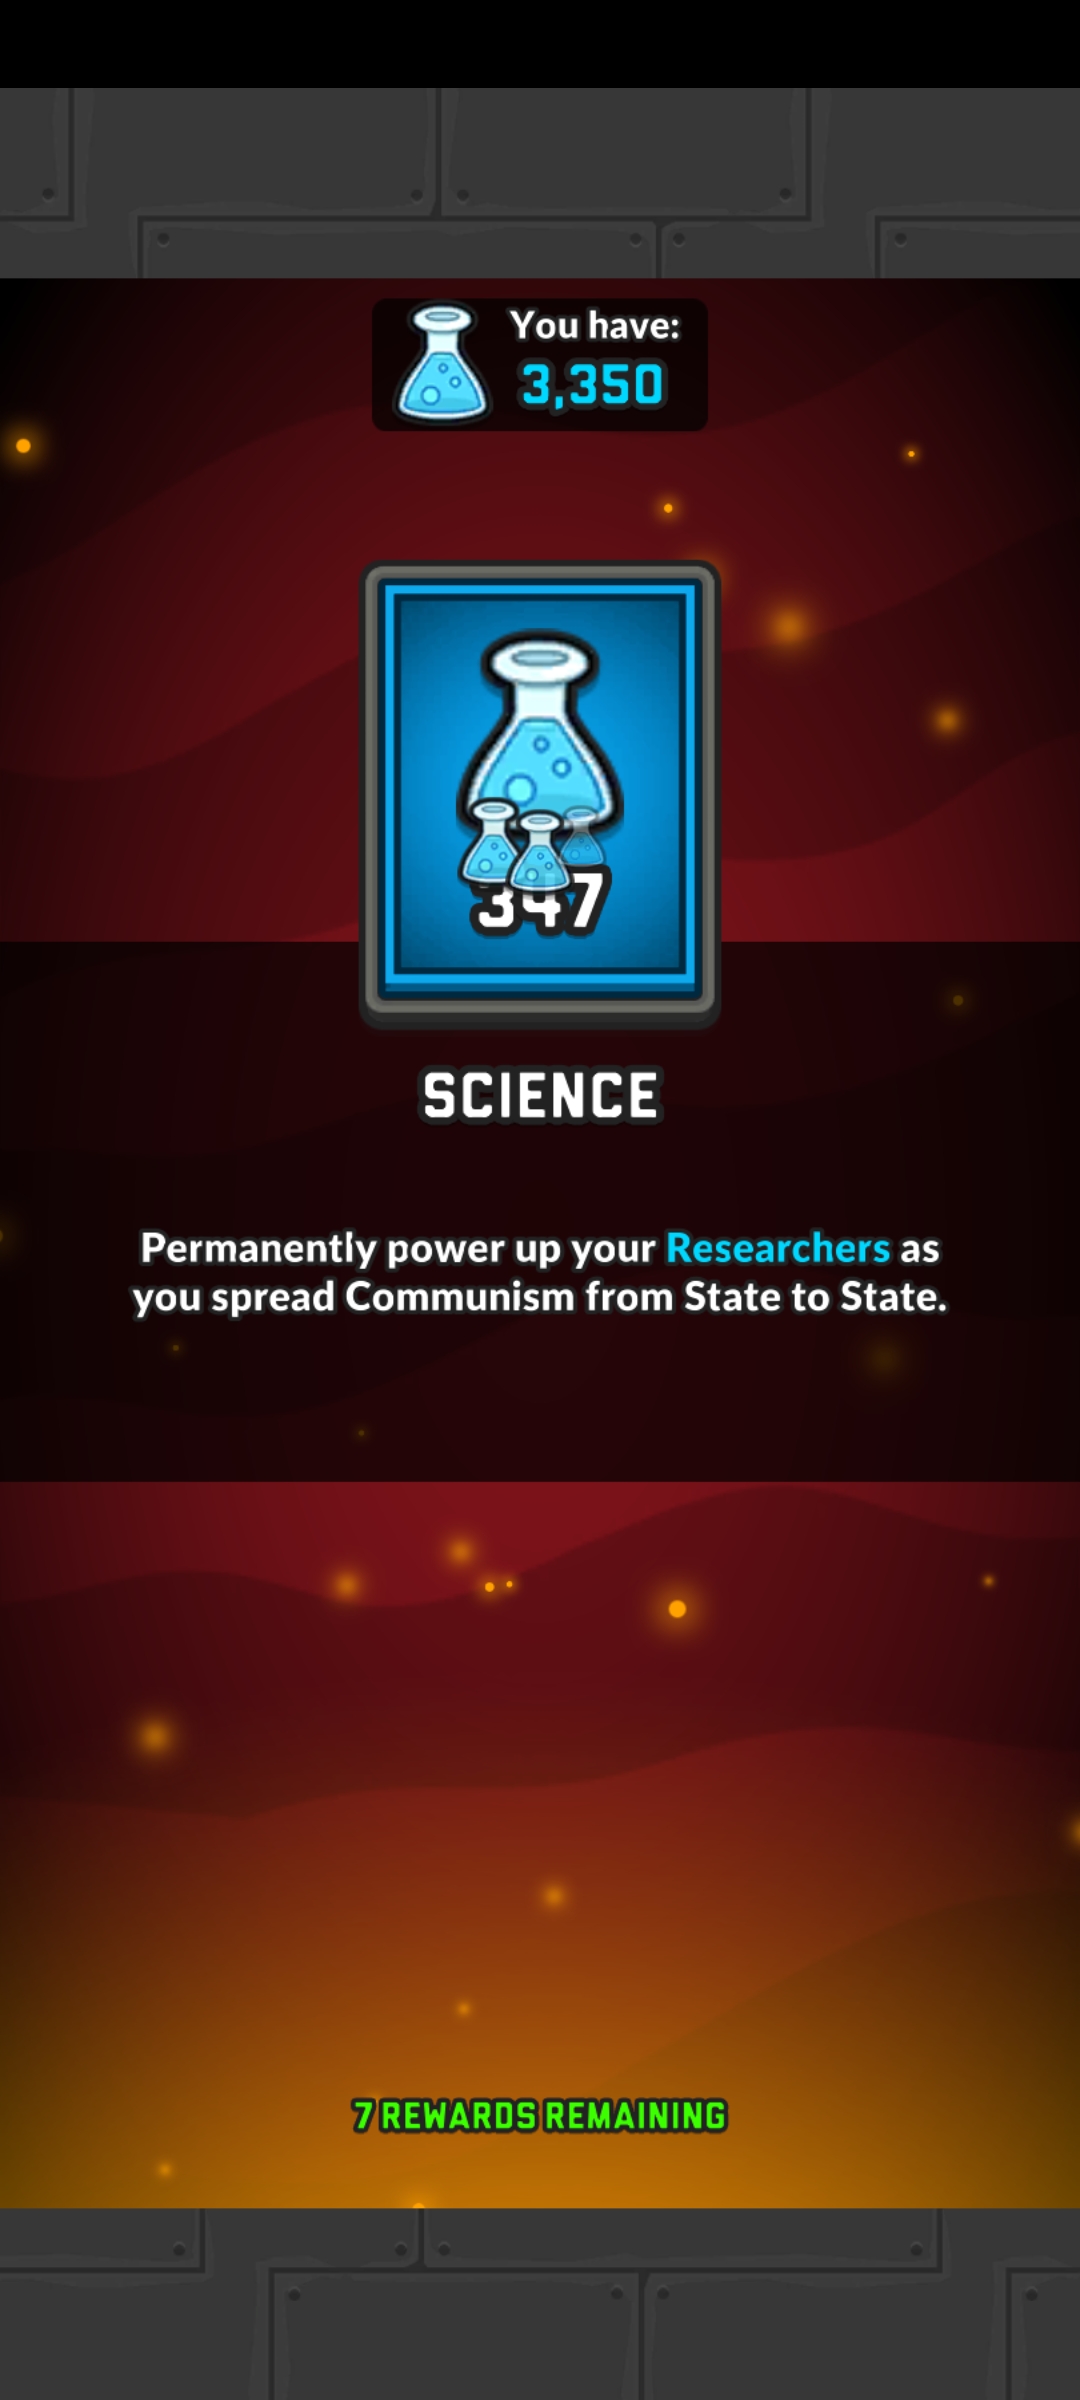 You have:
3,350
347
SCIENCE
Permanently power up your Researchers as
you spread Communism from State to State.
7 REWARDS REMAINING